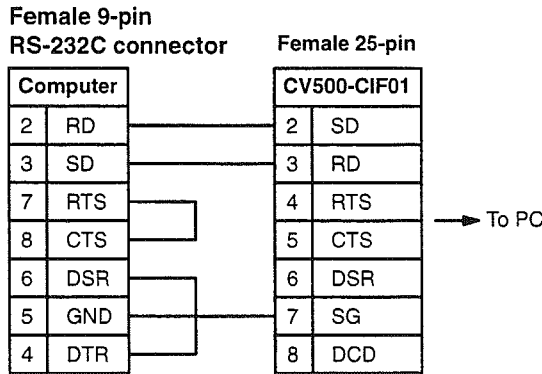 Female 9-pin
RS-232C connector
Female 25-pin
Computer
CV500-CIF01
2 RD 2 SD
3 SD 3 RD
7 RTS 4 RTS
8 CTS 5 CTS
To PC
6 DSR 6 DSR
5 GND 7 SG
4 DTR 8 DCD